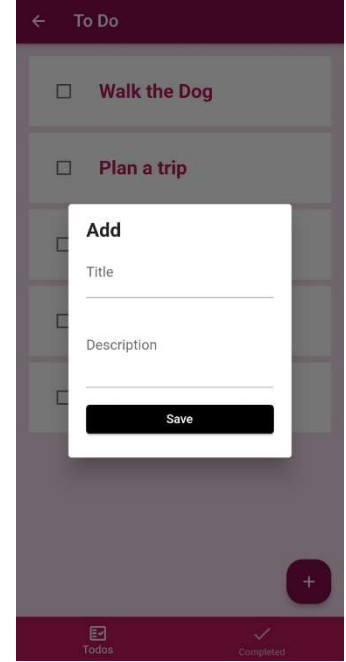 To Do
Walk the Dog
Plan a trip
Add
Title
Description
Save
Todos
Completed